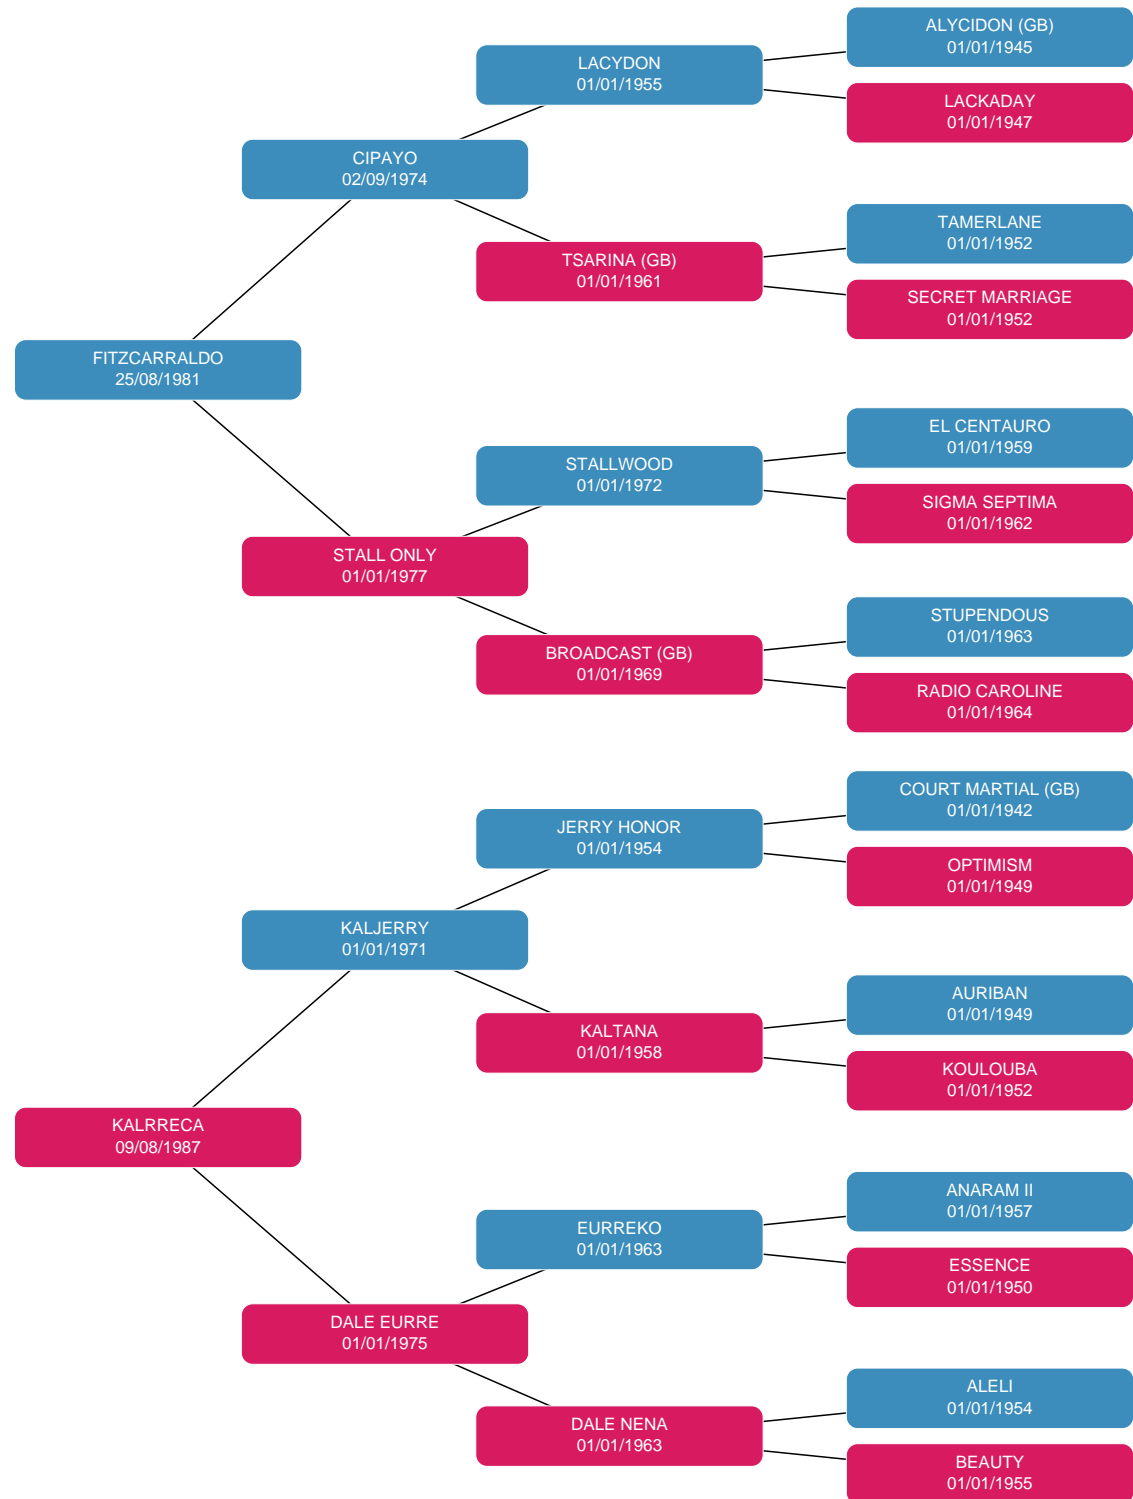 ALYCIDON (GB)
01/01/1945
LACYDON
01/01/1955
LACKADAY
01/01/1947
CIPAYO
02/09/1974
TAMERLANE
01/01/1952
TSARINA (GB)
01/01/1961
SECRET MARRIAGE
01/01/1952
FITZCARRALDO
25/08/1981
EL CENTAURO
01/01/1959
STALLWOOD
01/01/1972
SIGMA SEPTIMA
01/01/1962
STALL ONLY
01/01/1977
STUPENDOUS
01/01/1963
BROADCAST (GB)
01/01/1969
RADIO CAROLINE
01/01/1964
COURT MARTIAL (GB)
01/01/1942
JERRY HONOR
01/01/1954
OPTIMISM
01/01/1949
KALJERRY
01/01/1971
AURIBAN
01/01/1949
KALTANA
01/01/1958
KOULOUBA
01/01/1952
KALRRECA
09/08/1987
ANARAM II
01/01/1957
EURREKO
01/01/1963
ESSENCE
01/01/1950
DALE EURRE
01/01/1975
ALELI
01/01/1954
DALE NENA
01/01/1963
BEAUTY
01/01/1955